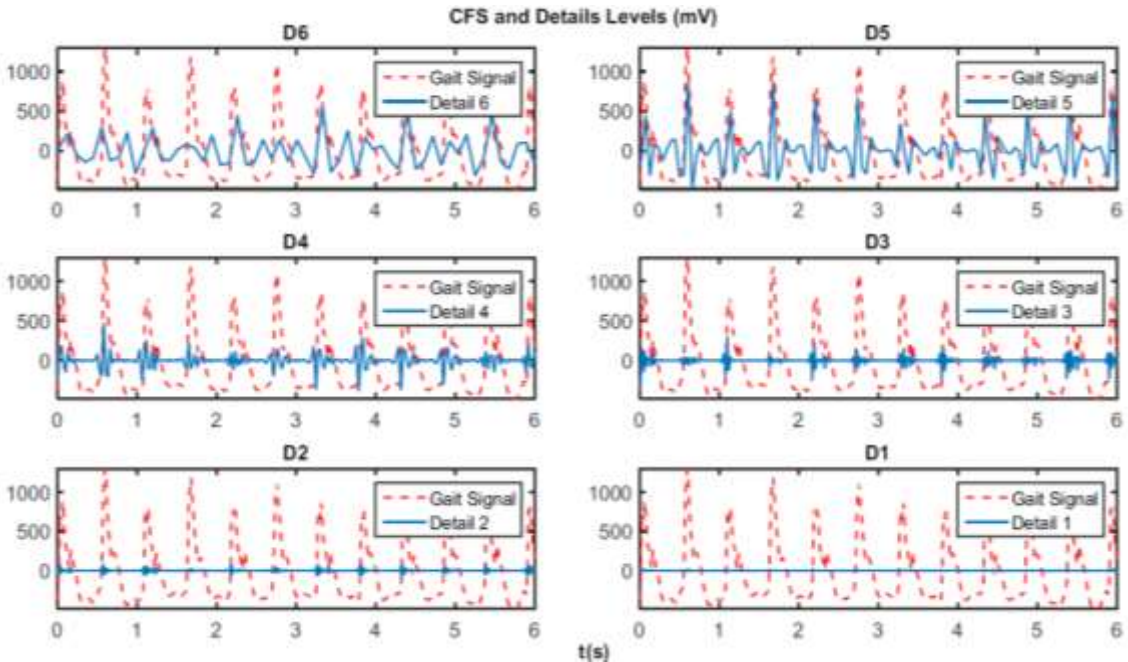 CFS and Details Levels (mV)
D6
1000
500
0
Gait Signal
Detail 6
0 1 2 3 4 5 6
D5
1000
500
0
Gait Signal
Detail 5
0 1 2 3 4 5 6
D4
1000
500
0
Gait Signal
Detail 4
0 1 2 3 4 5 6
D3
1000
500
0
Gait Signal
Detail 3
0 1 2 3 4 5 6
D2
1000
500
0
Gait Signal
Detail 2
0 1 2 3 4 5 6
D1
1000
500
0
Gait Signal
Detail 1
0 1 2 3 4 5 6
t(s)